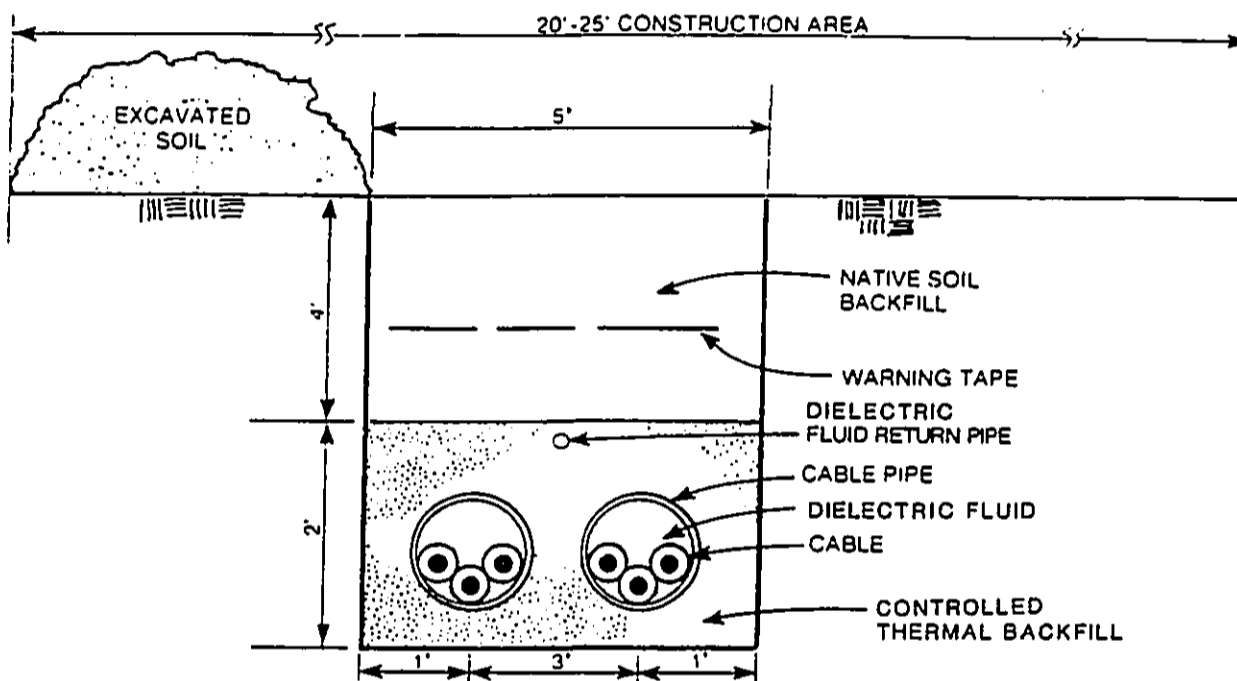 20'-25' CONSTRUCTION AREA
EXCAVATED
SOIL
5'
4'
NATIVE SOIL
BACKFILL
WARNING TAPE
DIELECTRIC
FLUID RETURN PIPE
CABLE PIPE
2'
DIELECTRIC FLUID
CABLE
CONTROLLED
THERMAL BACKFILL
1'
3'
1'